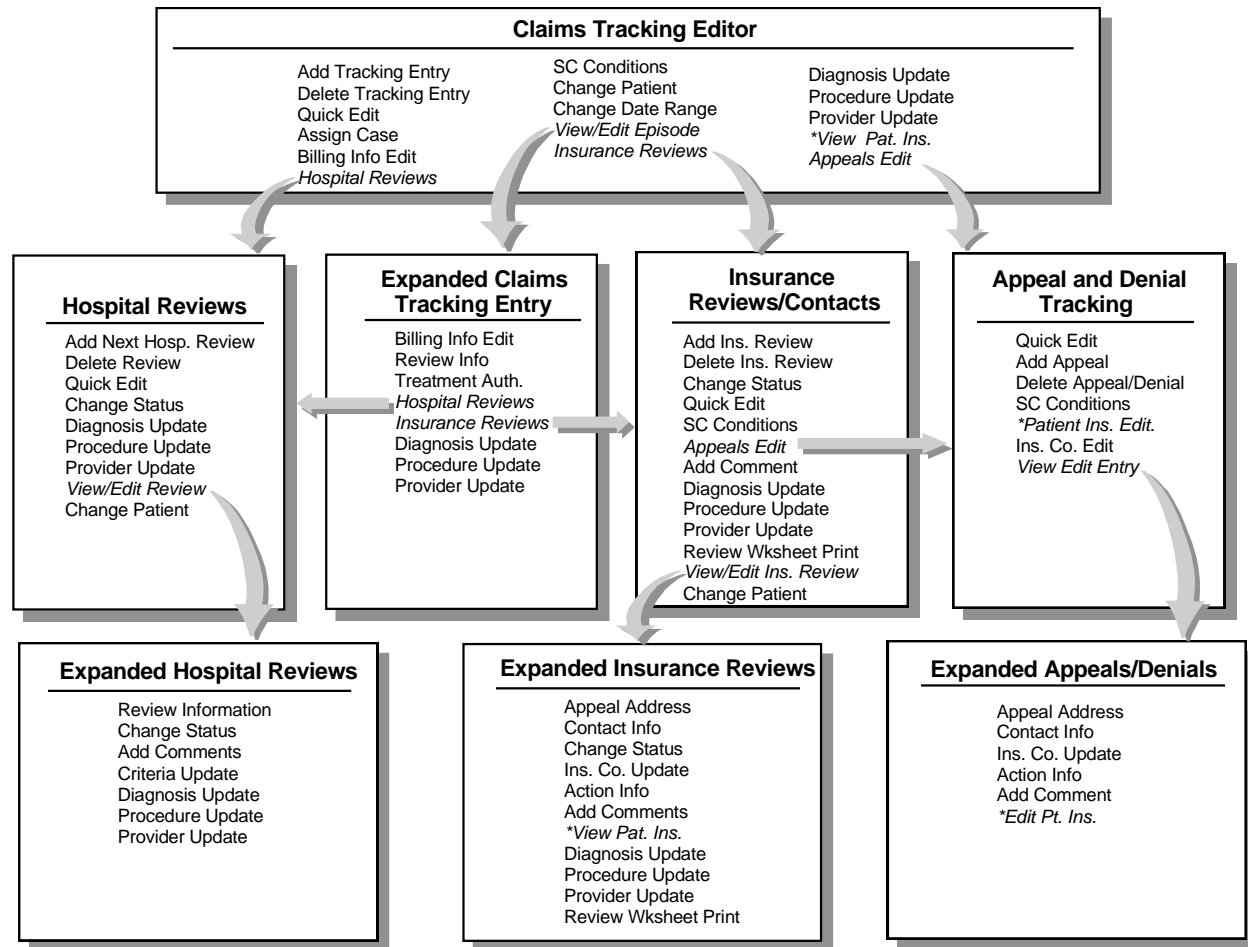 Claims Tracking Editor
Add Tracking Entry
Delete Tracking Entry
Quick Edit
Assign Case
Billing Info Edit
Hospital Reviews
SC Conditions
Change Patient
Change Date Range
View/Edit Episode
Insurance Reviews
Diagnosis Update
Procedure Update
Provider Update
*View Pat. Ins.
Appeals Edit
Hospital Reviews
Add Next Hosp. Review
Delete Review
Quick Edit
Change Status
Diagnosis Update
Procedure Update
Provider Update
View/Edit Review
Change Patient
Expanded Claims
Tracking Entry
Billing Info Edit
Review Info
Treatment Auth.
Hospital Reviews
Insurance Reviews
Diagnosis Update
Procedure Update
Provider Update
Insurance
Reviews/Contacts
Add Ins. Review
Delete Ins. Review
Change Status
Quick Edit
SC Conditions
Appeals Edit
Add Comment
Diagnosis Update
Procedure Update
Provider Update
Review Wksheet Print
View/Edit Ins. Review
Change Patient
Appeal and Denial
Tracking
Quick Edit
Add Appeal
Delete Appeal/Denial
SC Conditions
*Patient Ins. Edit.
Ins. Co. Edit
View Edit Entry
Expanded Hospital Reviews
Review Information
Change Status
Add Comments
Criteria Update
Diagnosis Update
Procedure Update
Provider Update
Expanded Insurance Reviews
Appeal Address
Contact Info
Change Status
Ins. Co. Update
Action Info
Add Comments
*View Pat. Ins.
Diagnosis Update
Procedure Update
Provider Update
Review Wksheet Print
Expanded Appeals/Denials
Appeal Address
Contact Info
Ins. Co. Update
Action Info
Add Comment
*Edit Pt. Ins.